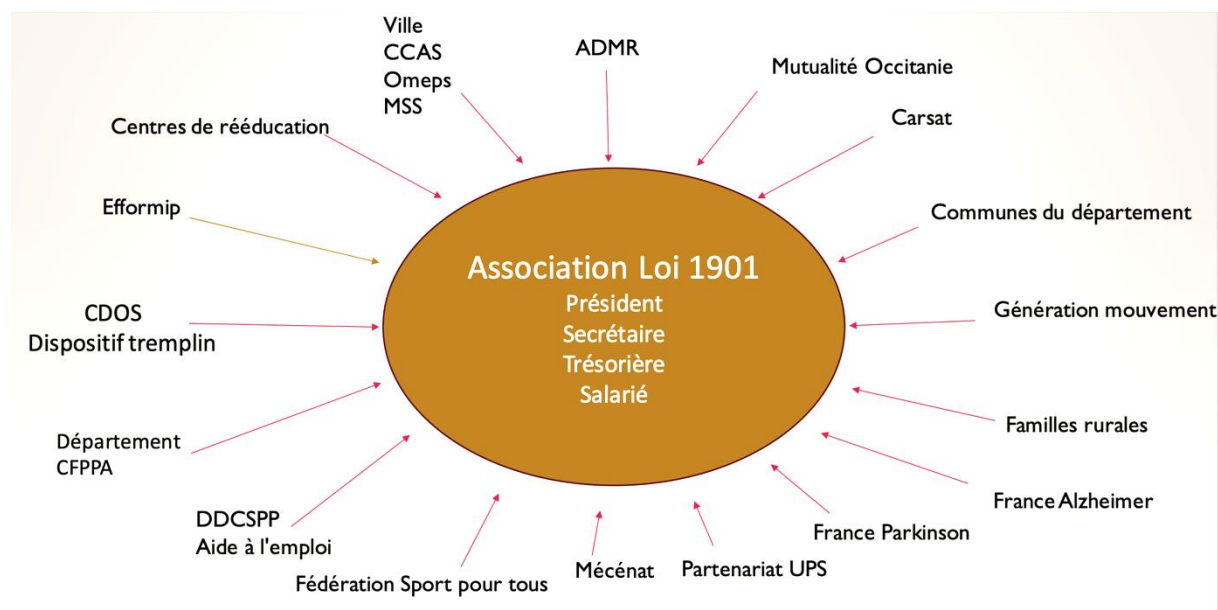 Ville
CCAS
Omeps
MSS
ADMR
Mutualité Occitanie
Carsat
Centres de rééducation
Efformip
Communes du département
Association Loi 1901
Président
Secrétaire
Trésorière
Salarié
CDOS
Dispositif tremplin
Génération mouvement
Département
CFPPA
Familles rurales
DDCSPP
Aide à l'emploi
France Alzheimer
France Parkinson
Fédération Sport pour tous
Mécénat
Partenariat UPS